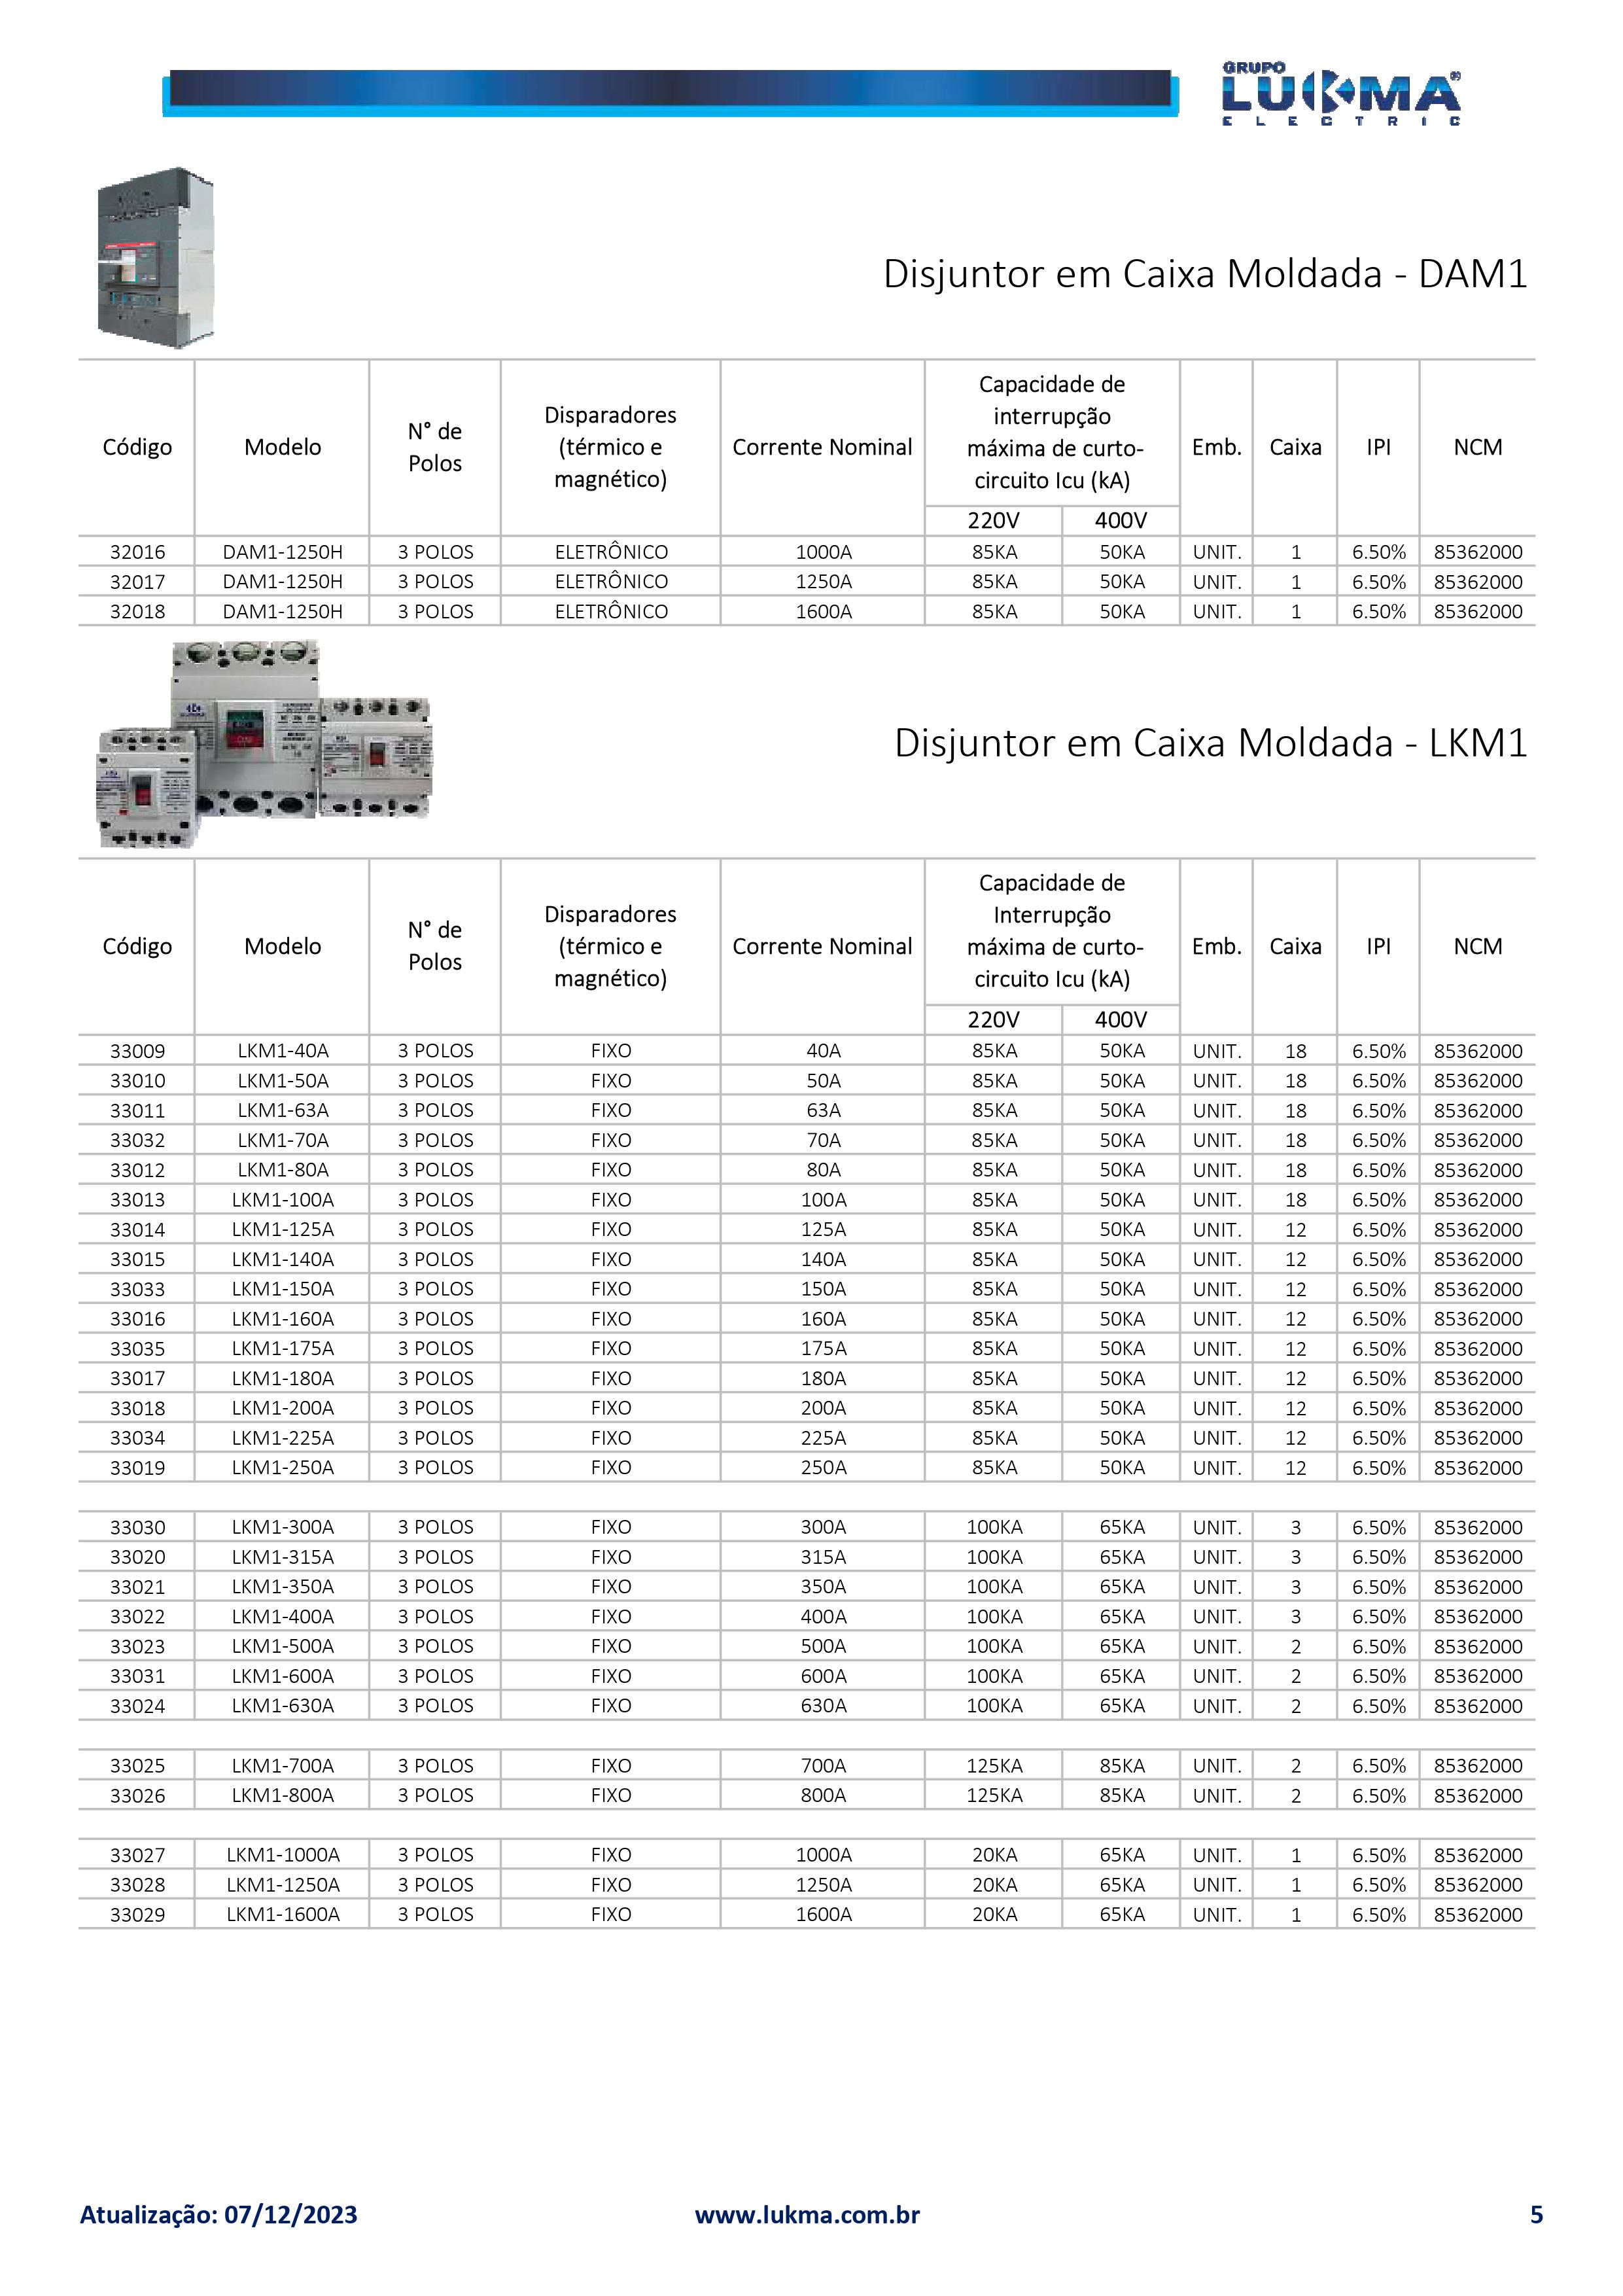 GRUPO
LUKMA®
ELECTRIC
Disjuntor em Caixa Moldada - DAM1
Código Modelo N° de Polos Disparadores (térmico e magnético) Corrente Nominal Capacidade de interrupção máxima de curto-circuito Icu (kA) Emb. Caixa IPI NCM
220V 400V
32016 DAM1-1250H 3 POLOS ELETRÔNICO 1000A 85KA 50KA UNIT. 1 6.50% 85362000
32017 DAM1-1250H 3 POLOS ELETRÔNICO 1250A 85KA 50KA UNIT. 1 6.50% 85362000
32018 DAM1-1250H 3 POLOS ELETRÔNICO 1600A 85KA 50KA UNIT. 1 6.50% 85362000
Disjuntor em Caixa Moldada - LKM1
Código Modelo N° de Polos Disparadores (térmico e magnético) Corrente Nominal Capacidade de Interrupção máxima de curto-circuito Icu (kA) Emb. Caixa IPI NCM
220V 400V
33009 LKM1-40A 3 POLOS FIXO 40A 85KA 50KA UNIT. 18 6.50% 85362000
33010 LKM1-50A 3 POLOS FIXO 50A 85KA 50KA UNIT. 18 6.50% 85362000
33011 LKM1-63A 3 POLOS FIXO 63A 85KA 50KA UNIT. 18 6.50% 85362000
33032 LKM1-70A 3 POLOS FIXO 70A 85KA 50KA UNIT. 18 6.50% 85362000
33012 LKM1-80A 3 POLOS FIXO 80A 85KA 50KA UNIT. 18 6.50% 85362000
33013 LKM1-100A 3 POLOS FIXO 100A 85KA 50KA UNIT. 18 6.50% 85362000
33014 LKM1-125A 3 POLOS FIXO 125A 85KA 50KA UNIT. 12 6.50% 85362000
33015 LKM1-140A 3 POLOS FIXO 140A 85KA 50KA UNIT. 12 6.50% 85362000
33033 LKM1-150A 3 POLOS FIXO 150A 85KA 50KA UNIT. 12 6.50% 85362000
33016 LKM1-160A 3 POLOS FIXO 160A 85KA 50KA UNIT. 12 6.50% 85362000
33035 LKM1-175A 3 POLOS FIXO 175A 85KA 50KA UNIT. 12 6.50% 85362000
33017 LKM1-180A 3 POLOS FIXO 180A 85KA 50KA UNIT. 12 6.50% 85362000
33018 LKM1-200A 3 POLOS FIXO 200A 85KA 50KA UNIT. 12 6.50% 85362000
33034 LKM1-225A 3 POLOS FIXO 225A 85KA 50KA UNIT. 12 6.50% 85362000
33019 LKM1-250A 3 POLOS FIXO 250A 85KA 50KA UNIT. 12 6.50% 85362000
33030 LKM1-300A 3 POLOS FIXO 300A 100KA 65KA UNIT. 3 6.50% 85362000
33020 LKM1-315A 3 POLOS FIXO 315A 100KA 65KA UNIT. 3 6.50% 85362000
33021 LKM1-350A 3 POLOS FIXO 350A 100KA 65KA UNIT. 3 6.50% 85362000
33022 LKM1-400A 3 POLOS FIXO 400A 100KA 65KA UNIT. 3 6.50% 85362000
33023 LKM1-500A 3 POLOS FIXO 500A 100KA 65KA UNIT. 2 6.50% 85362000
33031 LKM1-600A 3 POLOS FIXO 600A 100KA 65KA UNIT. 2 6.50% 85362000
33024 LKM1-630A 3 POLOS FIXO 630A 100KA 65KA UNIT. 2 6.50% 85362000
33025 LKM1-700A 3 POLOS FIXO 700A 125KA 85KA UNIT. 2 6.50% 85362000
33026 LKM1-800A 3 POLOS FIXO 800A 125KA 85KA UNIT. 2 6.50% 85362000
33027 LKM1-1000A 3 POLOS FIXO 1000A 20KA 65KA UNIT. 1 6.50% 85362000
33028 LKM1-1250A 3 POLOS FIXO 1250A 20KA 65KA UNIT. 1 6.50% 85362000
33029 LKM1-1600A 3 POLOS FIXO 1600A 20KA 65KA UNIT. 1 6.50% 85362000
Atualização: 07/12/2023 www.lukma.com.br 5